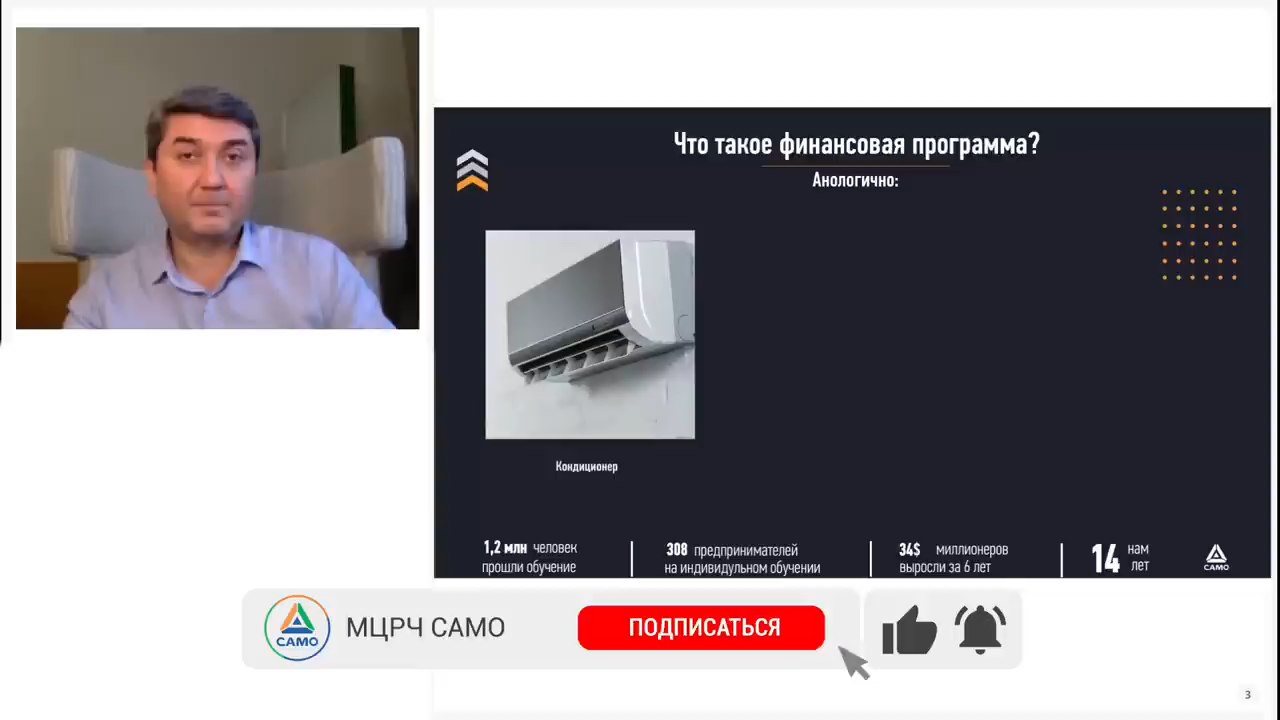 Что такое финансовая программа?
Анологично:
Кондиционер
1,2 млн человек
прошли обучение
308 предпринимателей
на индивидульном обучении
34$ миллионеров
выросли за 6 лет
14 нам
лет
САМО
САМО
МЦРЧ САМО
ПОДПИСАТЬСЯ
3